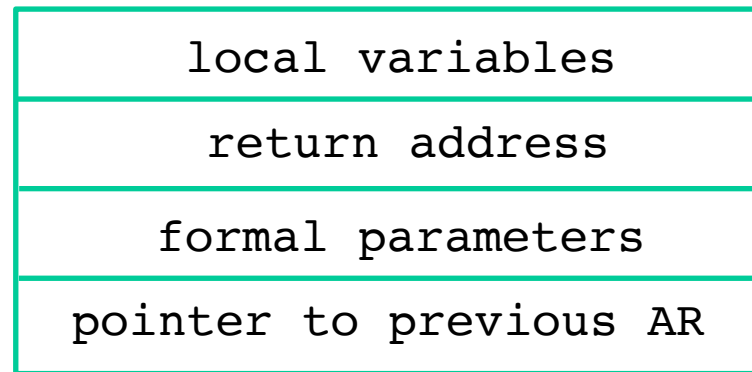 local variables
return address
formal parameters
pointer to previous AR